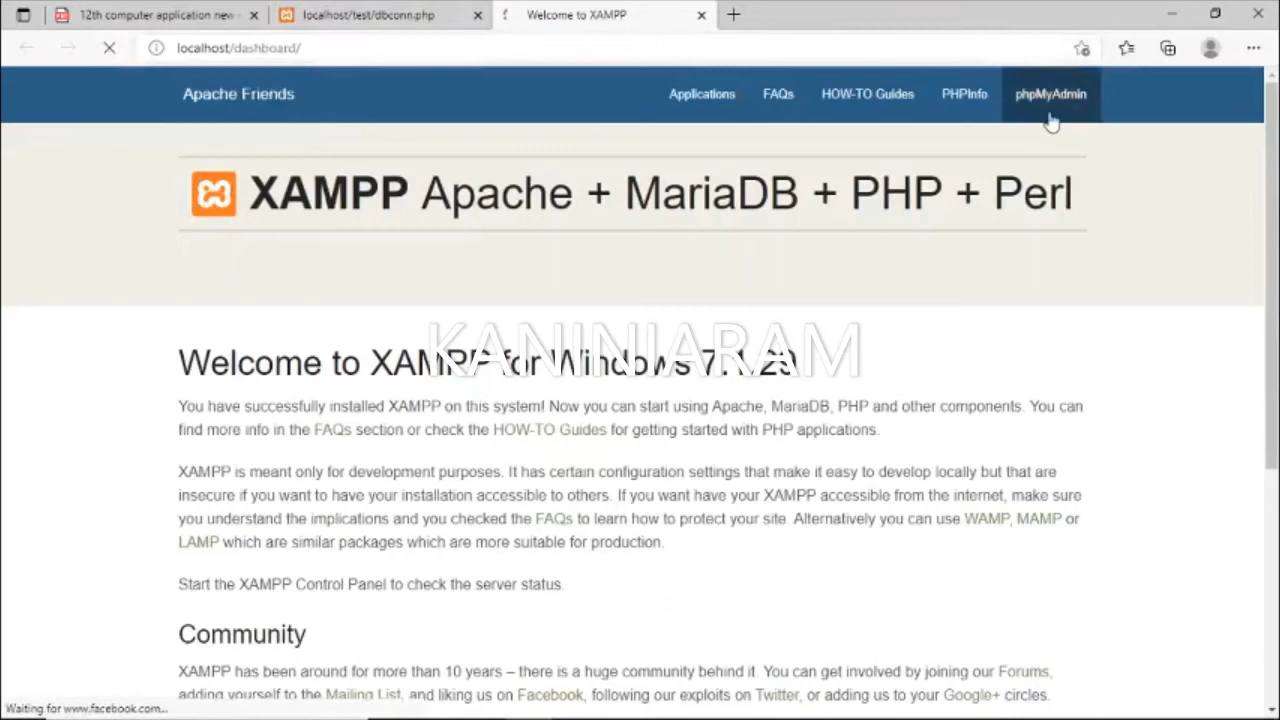 12th computer application new
localhost/test/dbconn.php
Welcome to XAMPP
localhost/dashboard/
Apache Friends
Applications
FAQs
HOW-TO Guides
PHPInfo
phpMyAdmin
XAMPP Apache + MariaDB + PHP + Perl
KANINIARAM
Welcome to XAMPP for Windows 7.1.29
You have successfully installed XAMPP on this system! Now you can start using Apache, MariaDB, PHP and other components. You can
find more info in the FAQs section or check the HOW-TO Guides for getting started with PHP applications.
XAMPP is meant only for development purposes. It has certain configuration settings that make it easy to develop locally but that are
insecure if you want to have your installation accessible to others. If you want have your XAMPP accessible from the internet, make sure
you understand the implications and you checked the FAQs to learn how to protect your site. Alternatively you can use WAMP, MAMP or
LAMP which are similar packages which are more suitable for production.
Start the XAMPP Control Panel to check the server status.
Community
XAMPP has been around for more than 10 years – there is a huge community behind it. You can get involved by joining our Forums,
adding yourself to the Mailing List, and liking us on Facebook, following our exploits on Twitter, or adding us to your Google+ circles.
Waiting for www.facebook.com...